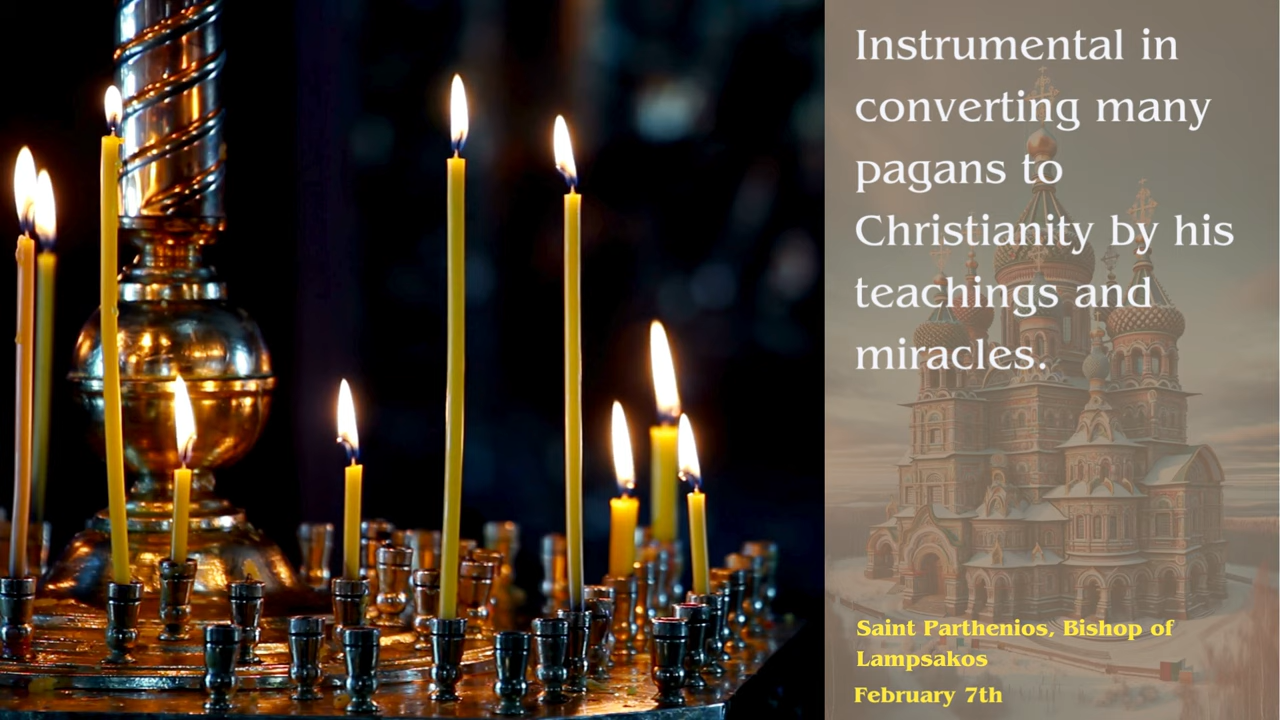 Instrumental in
converting many
pagans to
Christianity by his
teachings and
miracles.
Saint Parthenios, Bishop of
Lampsakos
February 7th